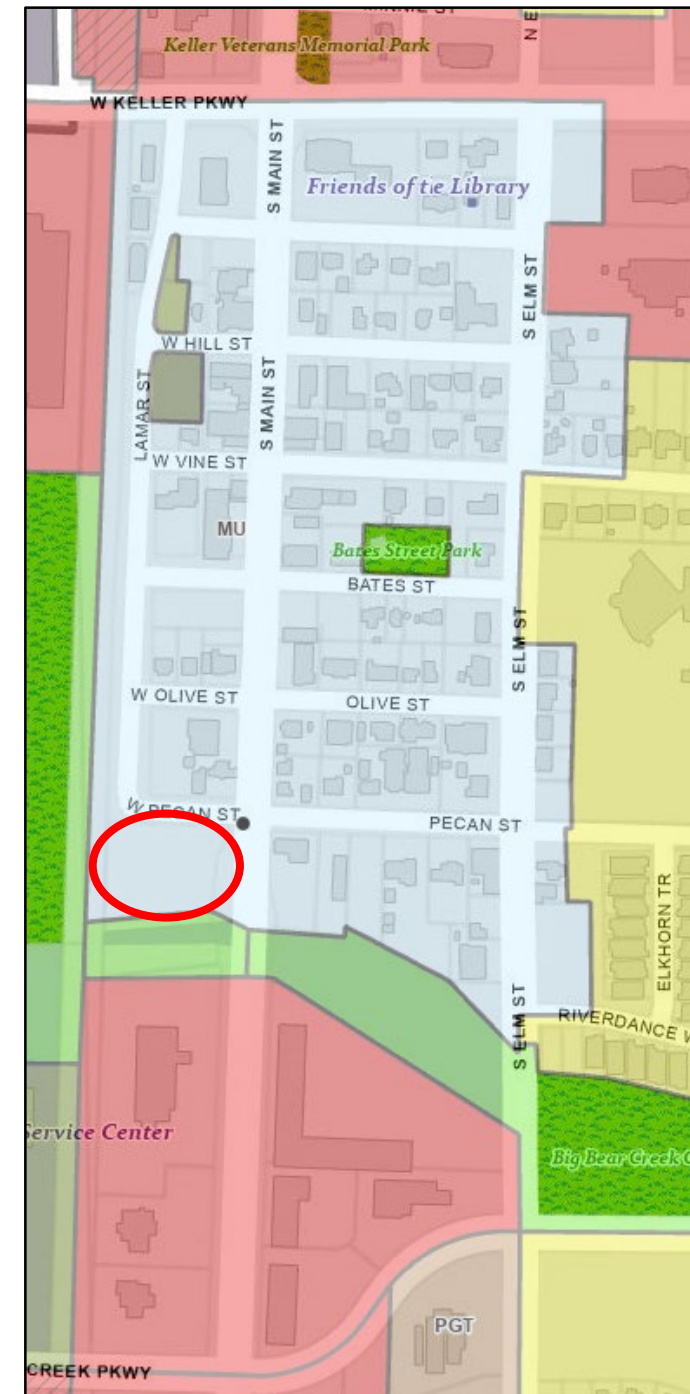 Keller Veterans Memorial Park
N E
W KELLER PKWY
S MAIN ST
Friends of the Library
S ELM ST
W HILL ST
LAMAR ST
S MAIN ST
W VINE ST
MU
Bates Street Park
BATES ST
S ELM ST
W OLIVE ST
OLIVE ST
W PECAN ST
PECAN ST
ELKHORN TR
S ELM ST
RIVERDANCE W
Service Center
Big Bear Creek G
PGT
CREEK PKWY